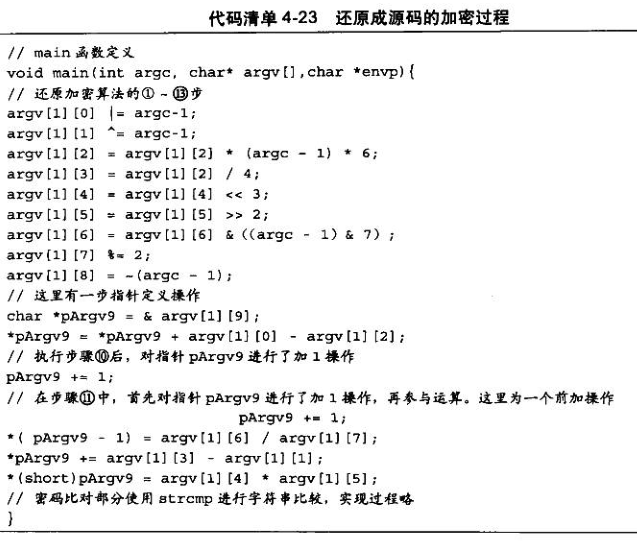 代码清单 4-23 还原成源码的加密过程
// main 函数定义
void main(int argc, char* argv[],char *envp){
// 还原加密算法的①~⑬步
argv[1][0] |= argc-1;
argv[1][1] ^= argc-1;
argv[1][2] = argv[1][2] * (argc - 1) * 6;
argv[1][3] = argv[1][2] / 4;
argv[1][4] = argv[1][4] << 3;
argv[1][5] = argv[1][5] >> 2;
argv[1][6] = argv[1][6] & ((argc - 1) & 7) ;
argv[1][7] %= 2;
argv[1][8] = ~(argc - 1);
// 这里有一步指针定义操作
char *pArgv9 = & argv[1][9];
*pArgv9 = *pArgv9 + argv[1][0] - argv[1][2];
// 执行步骤⑩后，对指针 pArgv9 进行了加 1 操作
pArgv9 += 1;
// 在步骤⑪中，首先对指针 pArgv9 进行了加 1 操作，再参与运算。这里为一个前加操作
pArgv9 += 1;
*( pArgv9 - 1) = argv[1][6] / argv[1][7];
*pArgv9 += argv[1][3] - argv[1][1];
*(short)pArgv9 = argv[1][4] * argv[1][5];
// 密码比对部分使用 strcmp 进行字符串比较，实现过程略
}